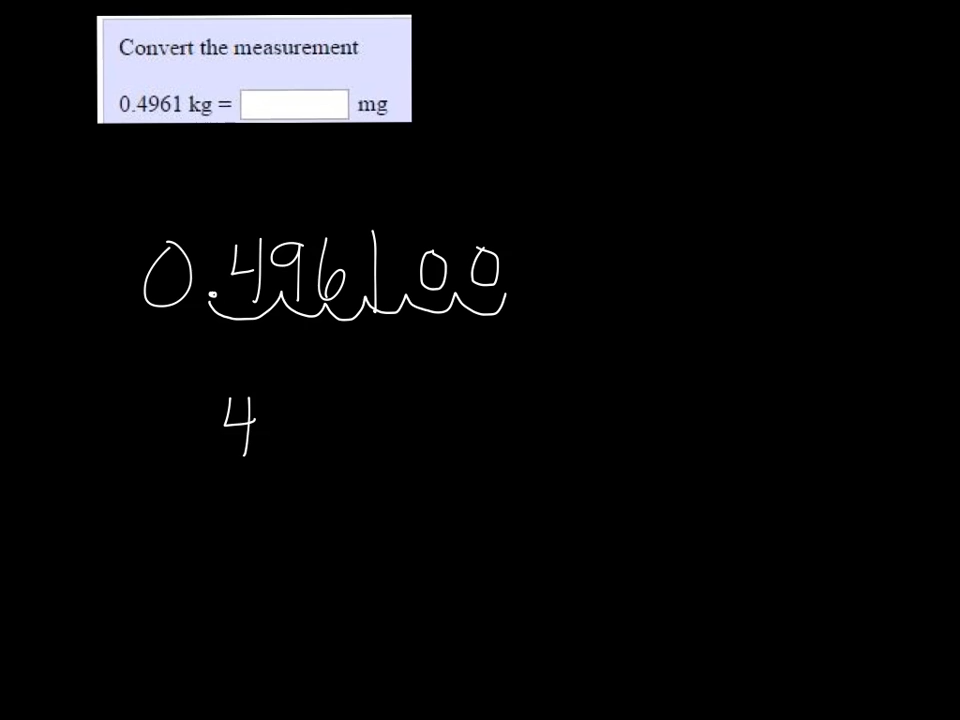 Convert the measurement
0.4961 kg = mg
0.496100
4